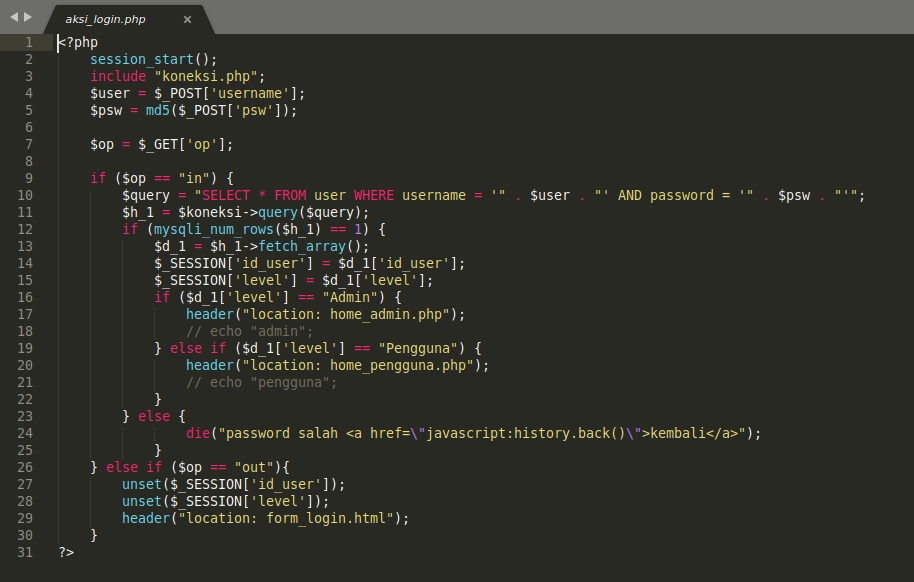 aksi_login.php ×
1 <?php
2     session_start();
3     include "koneksi.php";
4     $user = $_POST['username'];
5     $psw = md5($_POST['psw']);
6
7     $op = $_GET['op'];
8
9     if ($op == "in") {
10         $query = "SELECT * FROM user WHERE username = '" . $user . "' AND password = '" . $psw . "'";
11         $h_1 = $koneksi->query($query);
12         if (mysqli_num_rows($h_1) == 1) {
13             $d_1 = $h_1->fetch_array();
14             $_SESSION['id_user'] = $d_1['id_user'];
15             $_SESSION['level'] = $d_1['level'];
16             if ($d_1['level'] == "Admin") {
17                 header("location: home_admin.php");
18                 // echo "admin";
19             } else if ($d_1['level'] == "Pengguna") {
20                 header("location: home_pengguna.php");
21                 // echo "pengguna";
22             }
23         } else {
24                 die("password salah <a href=\"javascript:history.back()\">kembali</a>");
25             }
26     } else if ($op == "out"){
27         unset($_SESSION['id_user']);
28         unset($_SESSION['level']);
29         header("location: form_login.html");
30     }
31 ?>